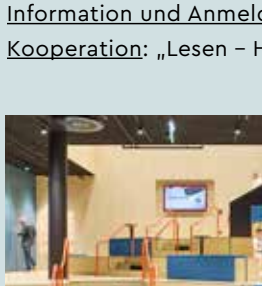 Information und Anmeld
Kooperation: „Lesen – H